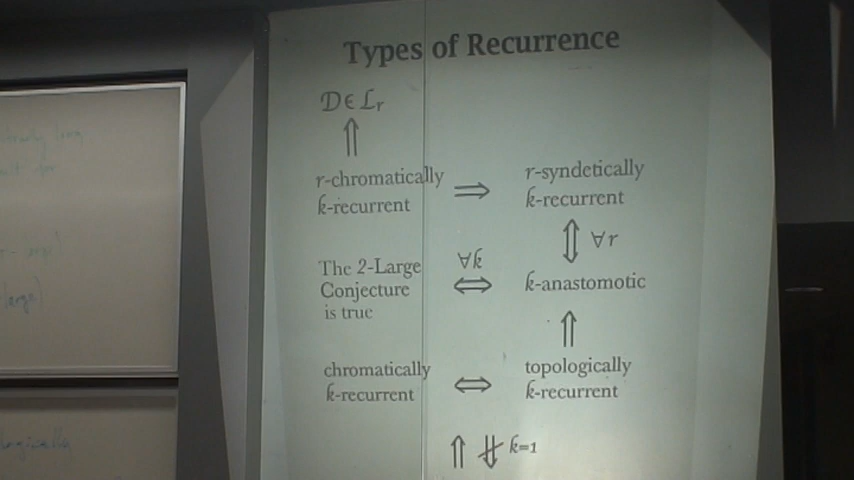 Types of Recurrence
D ∈ L_r
⇑
r-chromatically ⇒ r-syndetically
k-recurrent k-recurrent
⇕ ∀r
The 2-Large ∀k
Conjecture ⇔ k-anastomotic
is true
⇑
chromatically ⇔ topologically
k-recurrent k-recurrent
⇑ ⇓̸ k=1